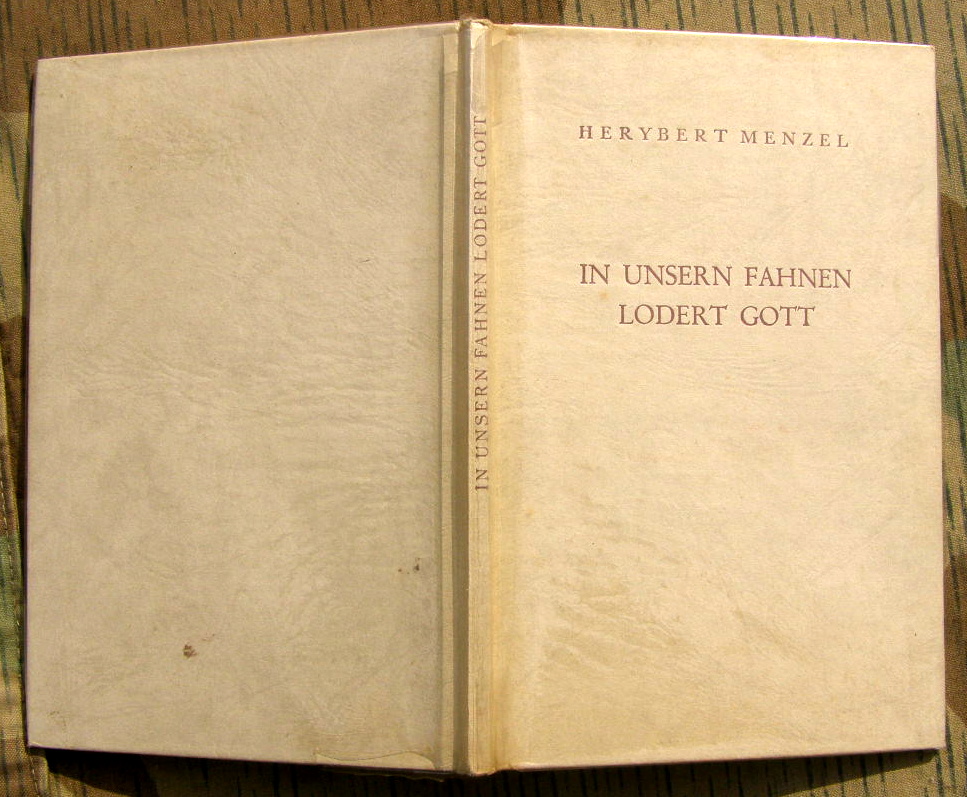 IN UNSERN FAHNEN LODERT GOTT
HERYBERT MENZEL
IN UNSERN FAHNEN
LODERT GOTT